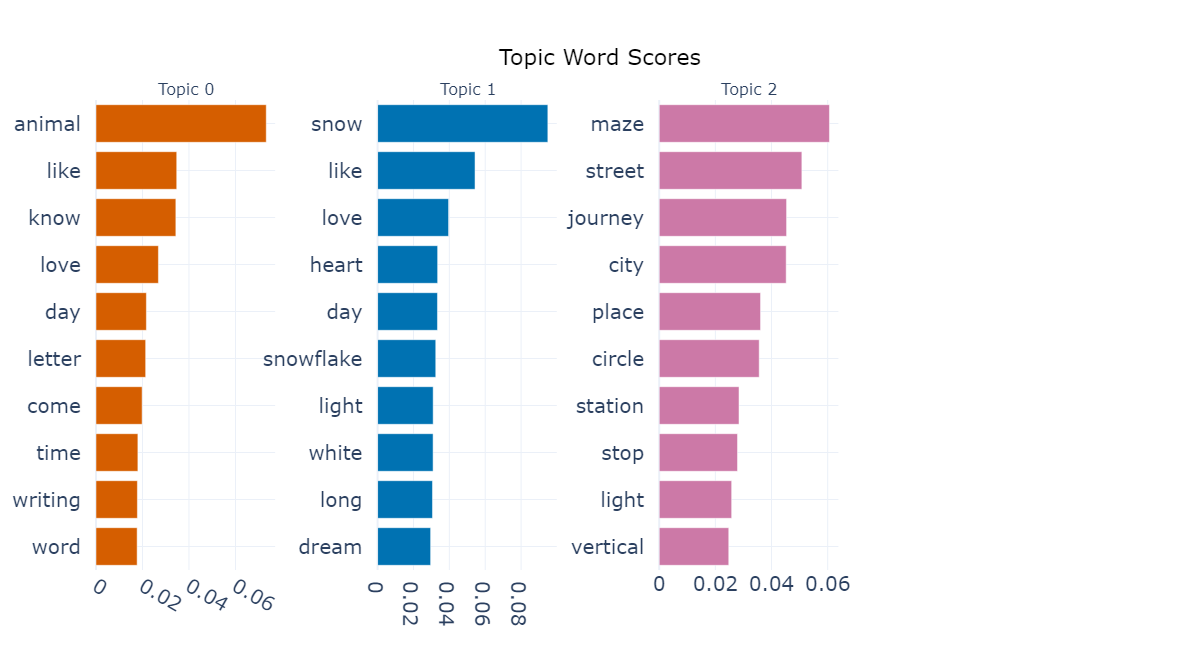 Topic Word Scores
Topic 0
animal
like
know
love
day
letter
come
time
writing
word
0 0.02 0.04 0.06
Topic 1
snow
like
love
heart
day
snowflake
light
white
long
dream
0 0.02 0.04 0.06 0.08
Topic 2
maze
street
journey
city
place
circle
station
stop
light
vertical
0 0.02 0.04 0.06